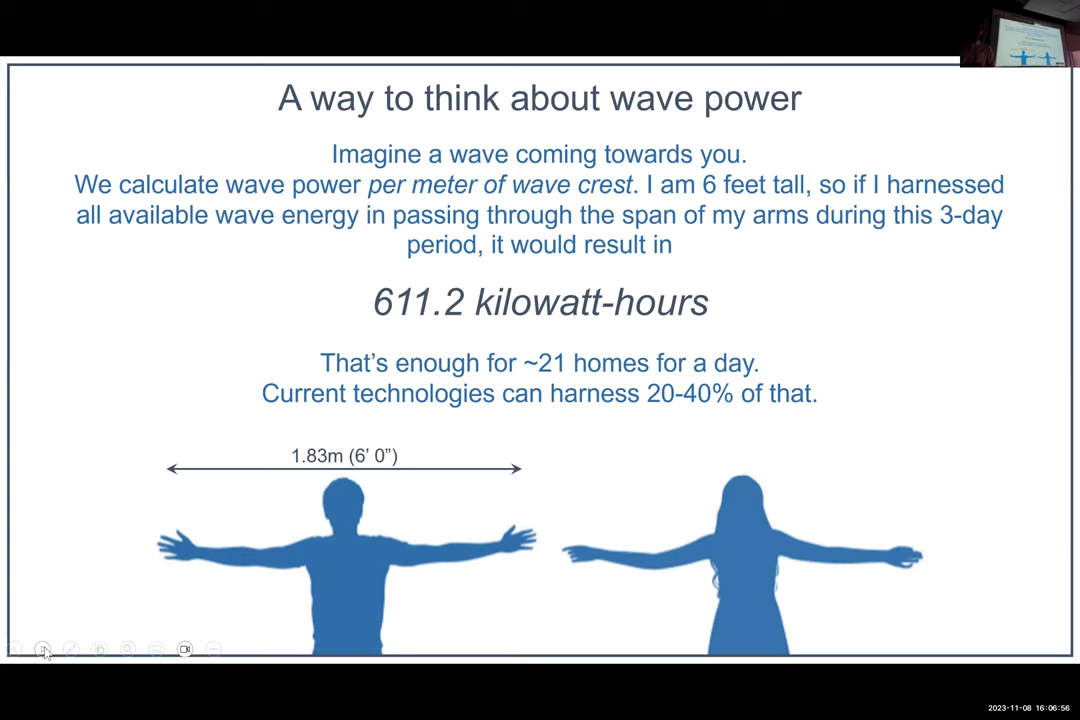 A way to think about wave power
Imagine a wave coming towards you.
We calculate wave power per meter of wave crest. I am 6 feet tall, so if I harnessed
all available wave energy in passing through the span of my arms during this 3-day
period, it would result in
611.2 kilowatt-hours
That’s enough for ~21 homes for a day.
Current technologies can harness 20-40% of that.
1.83m (6’ 0”)
2023-11-08 16:06:56